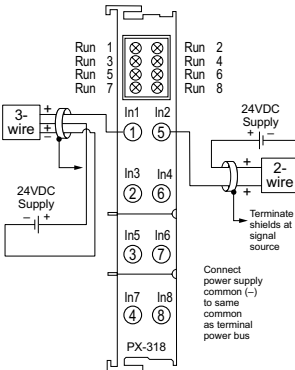 Run 1 Run 2
Run 3 Run 4
Run 5 Run 6
Run 7 Run 8
3-
wire
+
+
–
24VDC
Supply
– +
In1 In2
1 5
In3 In4
2 6
In5 In6
3 7
In7 In8
4 8
PX-318
24VDC
Supply
+ –
2-
wire
+
+
Terminate
shields at
signal
source
Connect
power supply
common (–)
to same
common
as terminal
power bus